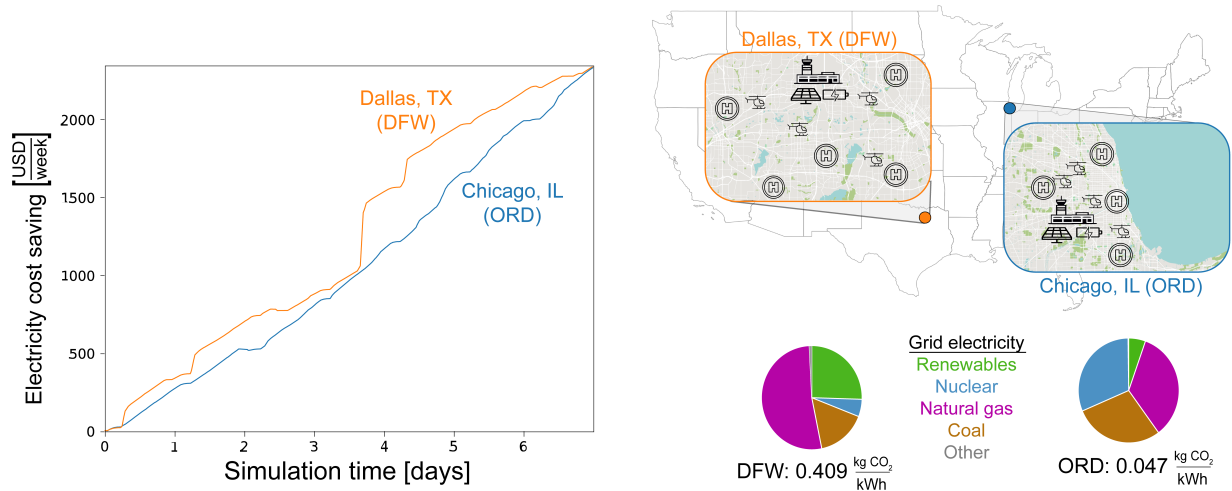 Electricity cost saving [USD/week]
2000
1500
1000
500
0
0 1 2 3 4 5 6
Simulation time [days]
Dallas, TX
(DFW)
Chicago, IL
(ORD)
Dallas, TX (DFW)
H
H
H
H
H
H
H
H
H
Chicago, IL (ORD)
Grid electricity
Renewables
Nuclear
Natural gas
Coal
Other
DFW: 0.409 kg CO₂/kWh
ORD: 0.047 kg CO₂/kWh